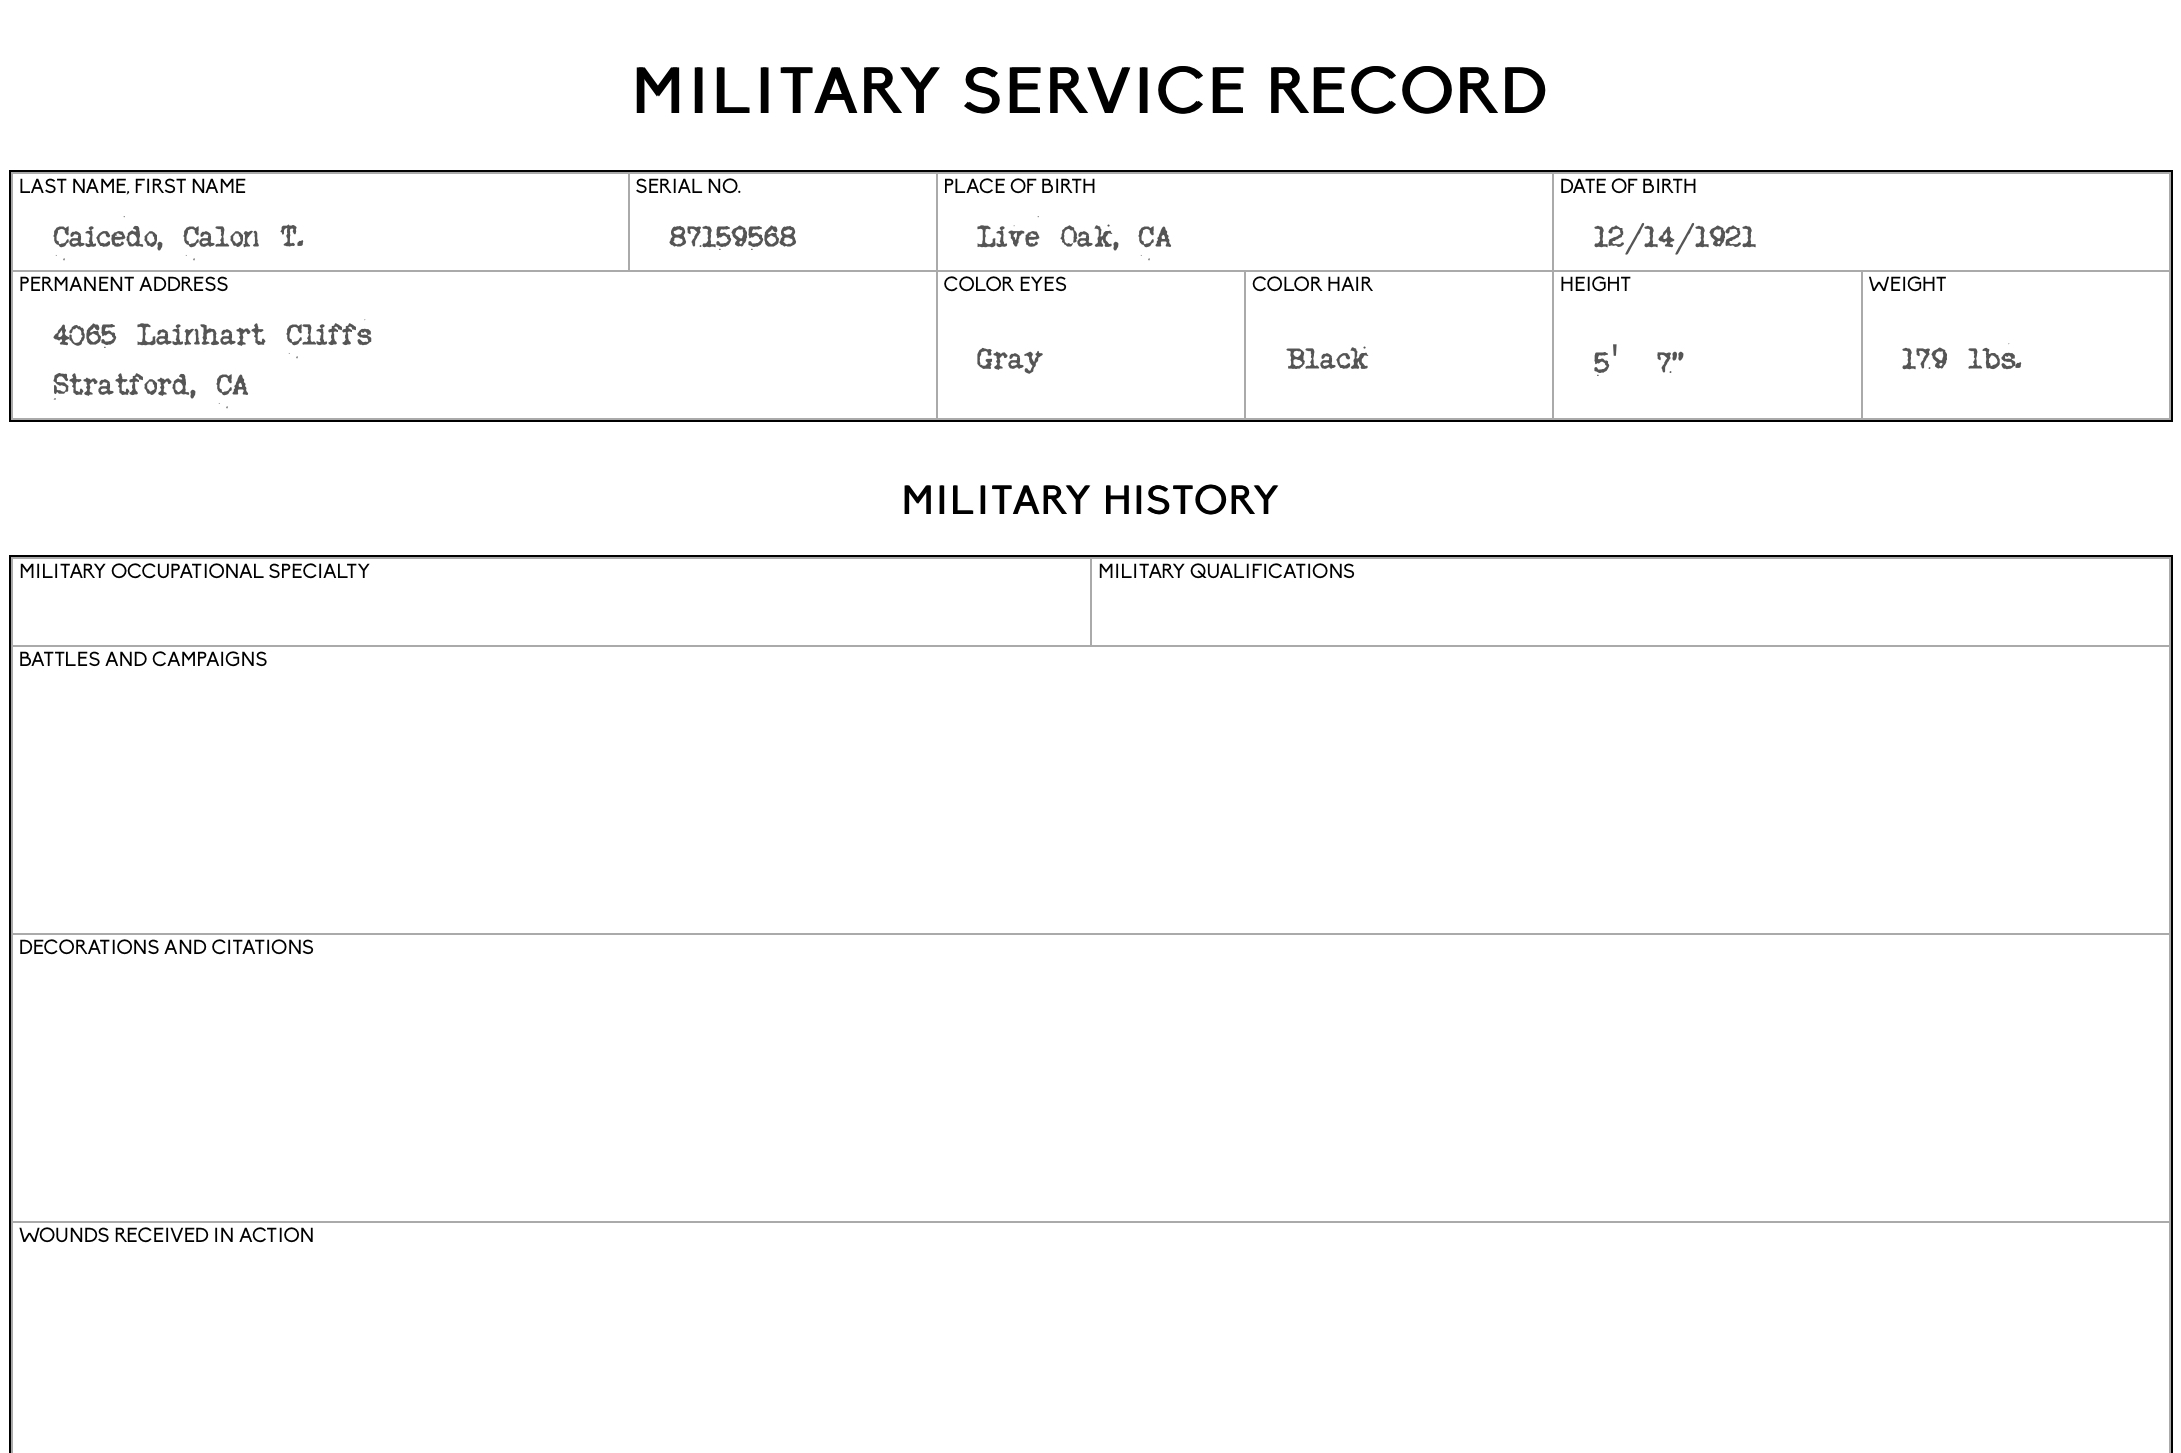 MILITARY SERVICE RECORD
LAST NAME, FIRST NAME
Caicedo, Calon T.
SERIAL NO.
87159568
PLACE OF BIRTH
Live Oak, CA
DATE OF BIRTH
12/14/1921
PERMANENT ADDRESS
4065 Lainhart Cliffs
Stratford, CA
COLOR EYES
Gray
COLOR HAIR
Black
HEIGHT
5' 7"
WEIGHT
179 lbs.
MILITARY HISTORY
MILITARY OCCUPATIONAL SPECIALTY
MILITARY QUALIFICATIONS
BATTLES AND CAMPAIGNS
DECORATIONS AND CITATIONS
WOUNDS RECEIVED IN ACTION